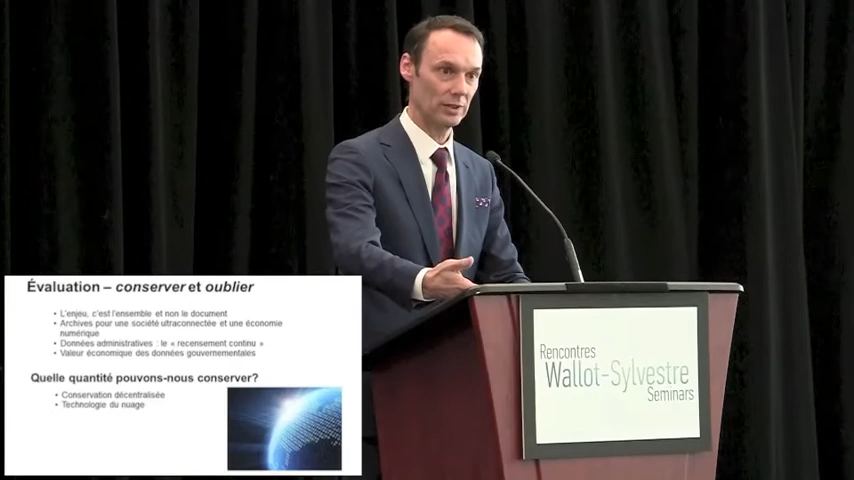 Évaluation – conserver et oublier
• L'enjeu, c'est l'ensemble et non le document
• Archives pour une société ultraconnectée et une économie
numérique
• Données administratives : le « recensement continu »
• Valeur économique des données gouvernementales
Quelle quantité pouvons-nous conserver?
• Conservation décentralisée
• Technologie du nuage
Rencontres
Wallot-Sylvestre
Seminars